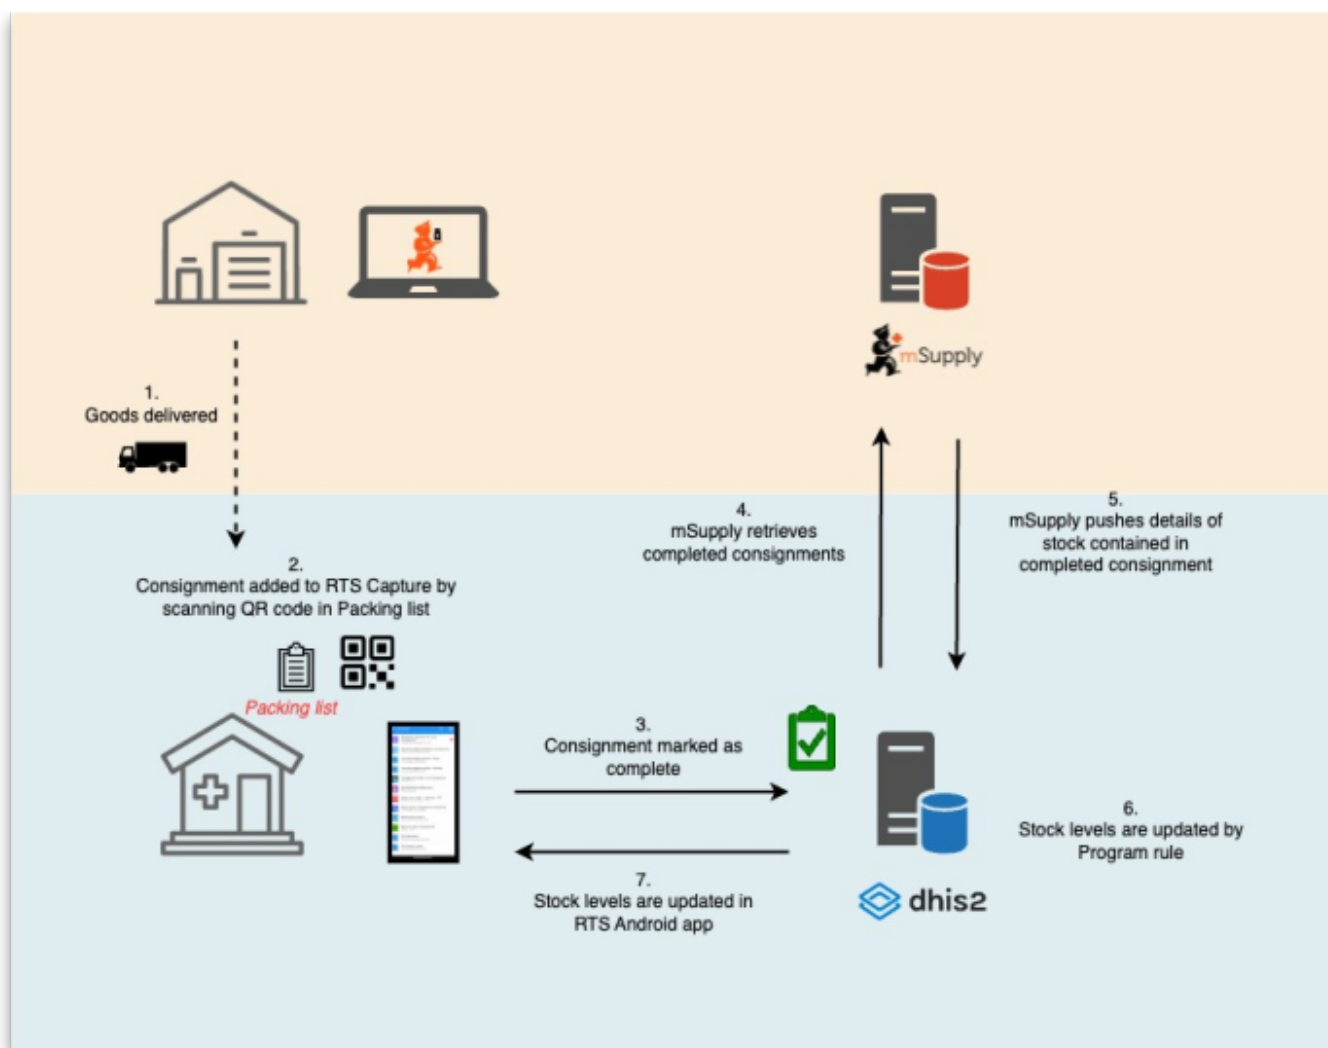 1.
Goods delivered
mSupply
4.
mSupply retrieves
completed consignments
5.
mSupply pushes details of
stock contained in
completed consignment
2.
Consignment added to RTS Capture by
scanning QR code in Packing list
Packing list
3.
Consignment marked as
complete
6.
Stock levels are updated by
Program rule
7.
Stock levels are updated in
RTS Android app
dhis2